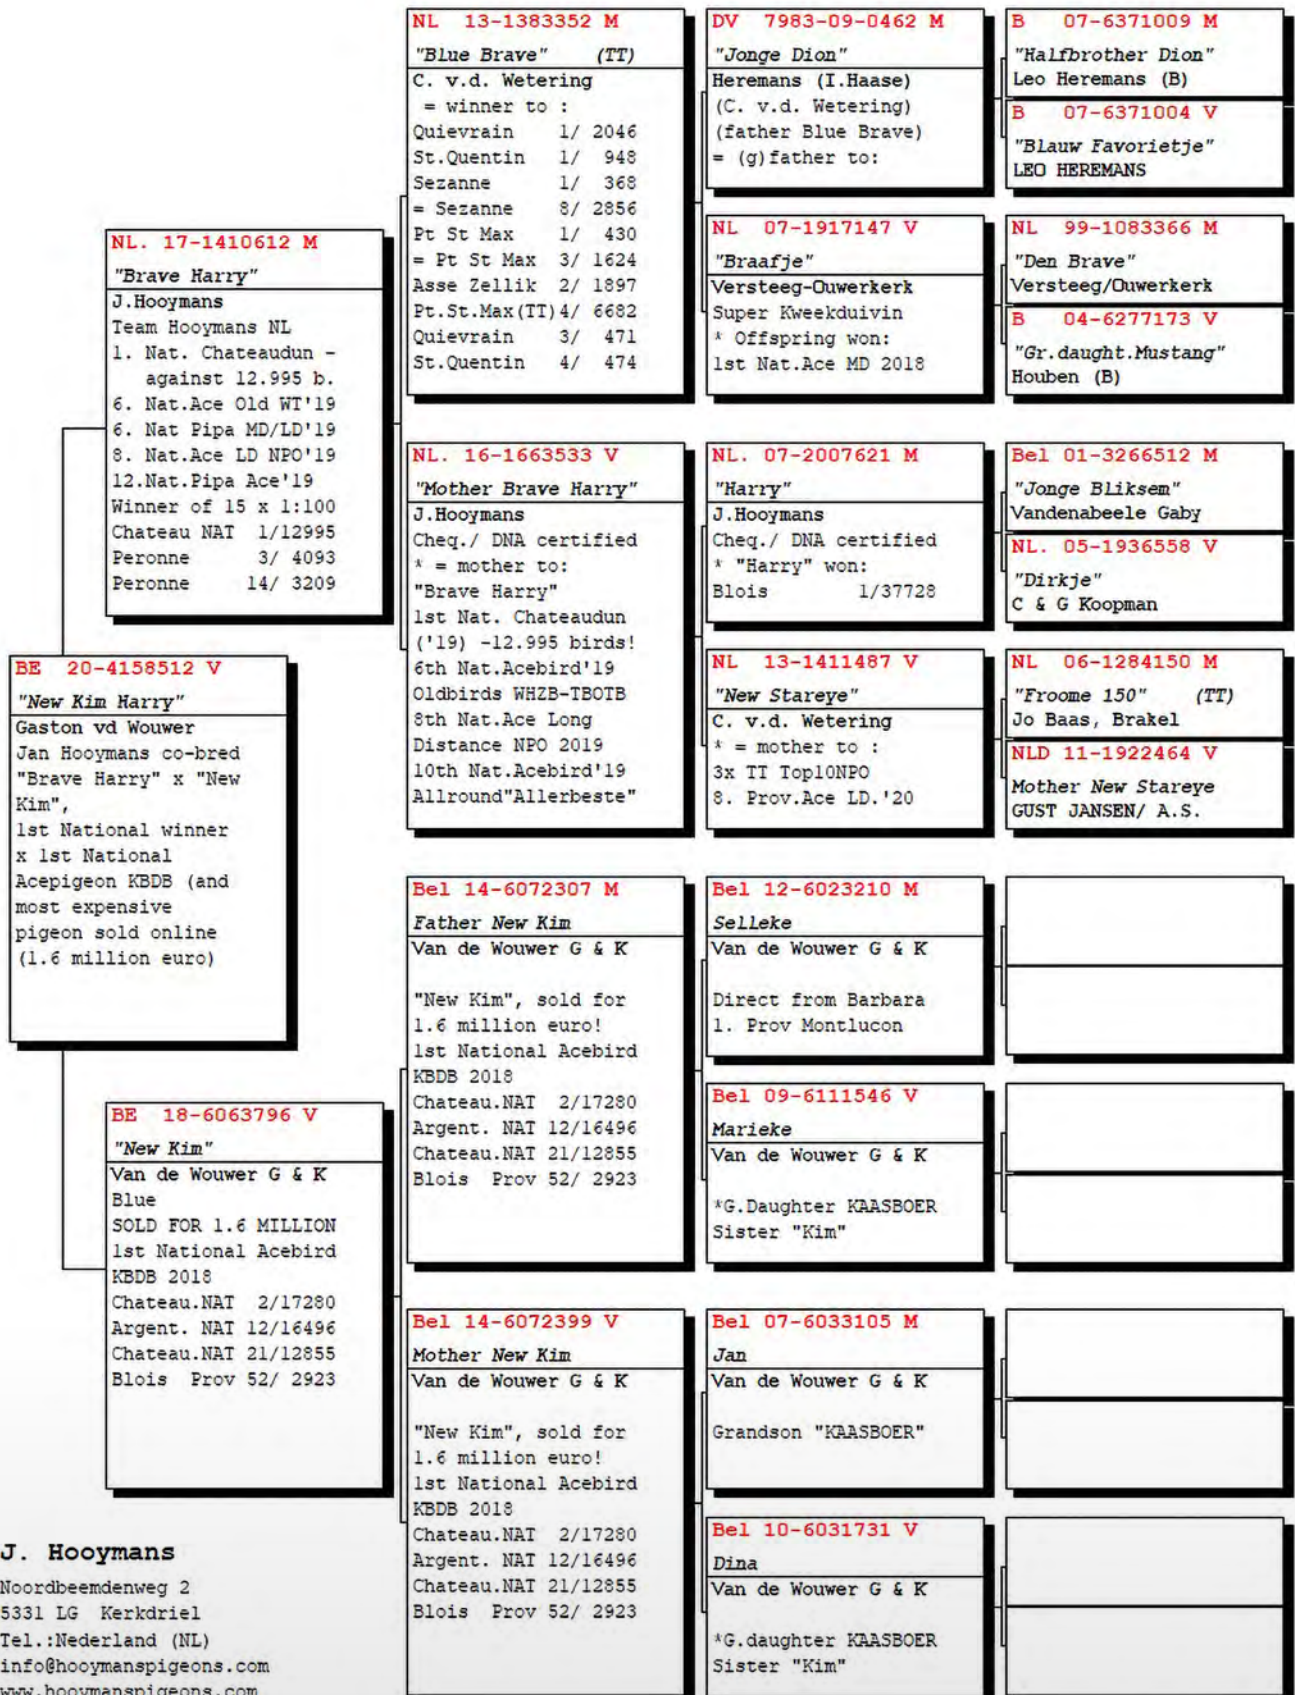 NL 13-1383352 M
"Blue Brave" (TT)
C. v.d. Wetering
= winner to :
Quievrain 1/ 2046
St.Quentin 1/ 948
Sezanne 1/ 368
= Sezanne 8/ 2856
Pt St Max 1/ 430
= Pt St Max 3/ 1624
Asse Zellik 2/ 1897
Pt.St.Max(TT)4/ 6682
Quievrain 3/ 471
St.Quentin 4/ 474
DV 7983-09-0462 M
"Jonge Dion"
Heremans (I.Haase)
(C. v.d. Wetering)
(father Blue Brave)
= (g)father to:
B 07-6371009 M
"Halfbrother Dion"
Leo Heremans (B)
B 07-6371004 V
"Blauw Favorietje"
LEO HEREMANS
NL 07-1917147 V
"Braafje"
Versteeg-Ouwerkerk
Super Kweekduivin
* Offspring won:
1st Nat.Ace MD 2018
NL 99-1083366 M
"Den Brave"
Versteeg/Ouwerkerk
B 04-6277173 V
"Gr.daught.Mustang"
Houben (B)
NL. 17-1410612 M
"Brave Harry"
J.Hooymans
Team Hooymans NL
1. Nat. Chateaudun -
against 12.995 b.
6. Nat.Ace Old WT'19
6. Nat Pipa MD/LD'19
8. Nat.Ace LD NPO'19
12.Nat.Pipa Ace'19
Winner of 15 x 1:100
Chateau NAT 1/12995
Peronne 3/ 4093
Peronne 14/ 3209
NL. 16-1663533 V
"Mother Brave Harry"
J.Hooymans
Cheq./ DNA certified
* = mother to:
"Brave Harry"
1st Nat. Chateaudun
('19) -12.995 birds!
6th Nat.Acebird'19
Oldbirds WHZB-TBOTB
8th Nat.Ace Long
Distance NPO 2019
10th Nat.Acebird'19
Allround"Allerbeste"
NL. 07-2007621 M
"Harry"
J.Hooymans
Cheq./ DNA certified
* "Harry" won:
Blois 1/37728
Bel 01-3266512 M
"Jonge Bliksem"
Vandenabeele Gaby
NL. 05-1936558 V
"Dirkje"
C & G Koopman
NL 13-1411487 V
"New Stareye"
C. v.d. Wetering
* = mother to :
3x TT Top10NPO
8. Prov.Ace LD.'20
NL 06-1284150 M
"Froome 150" (TT)
Jo Baas, Brakel
NLD 11-1922464 V
Mother New Stareye
GUST JANSEN/ A.S.
BE 20-4158512 V
"New Kim Harry"
Gaston vd Wouwer
Jan Hooymans co-bred
"Brave Harry" x "New
Kim",
1st National winner
x 1st National
Acepigeon KBDB (and
most expensive
pigeon sold online
(1.6 million euro)
Bel 14-6072307 M
Father New Kim
Van de Wouwer G & K
"New Kim", sold for
1.6 million euro!
1st National Acebird
KBDB 2018
Chateau.NAT 2/17280
Argent. NAT 12/16496
Chateau.NAT 21/12855
Blois Prov 52/ 2923
Bel 12-6023210 M
Selleke
Van de Wouwer G & K
Direct from Barbara
1. Prov Montlucon
Bel 09-6111546 V
Marieke
Van de Wouwer G & K
*G.Daughter KAASBOER
Sister "Kim"
BE 18-6063796 V
"New Kim"
Van de Wouwer G & K
Blue
SOLD FOR 1.6 MILLION
1st National Acebird
KBDB 2018
Chateau.NAT 2/17280
Argent. NAT 12/16496
Chateau.NAT 21/12855
Blois Prov 52/ 2923
Bel 14-6072399 V
Mother New Kim
Van de Wouwer G & K
"New Kim", sold for
1.6 million euro!
1st National Acebird
KBDB 2018
Chateau.NAT 2/17280
Argent. NAT 12/16496
Chateau.NAT 21/12855
Blois Prov 52/ 2923
Bel 07-6033105 M
Jan
Van de Wouwer G & K
Grandson "KAASBOER"
Bel 10-6031731 V
Dina
Van de Wouwer G & K
*G.daughter KAASBOER
Sister "Kim"
J. Hooymans
Noordbeemdenweg 2
5331 LG Kerkdriel
Tel.:Nederland (NL)
info@hooymanspigeons.com
www.hooymanspigeons.com